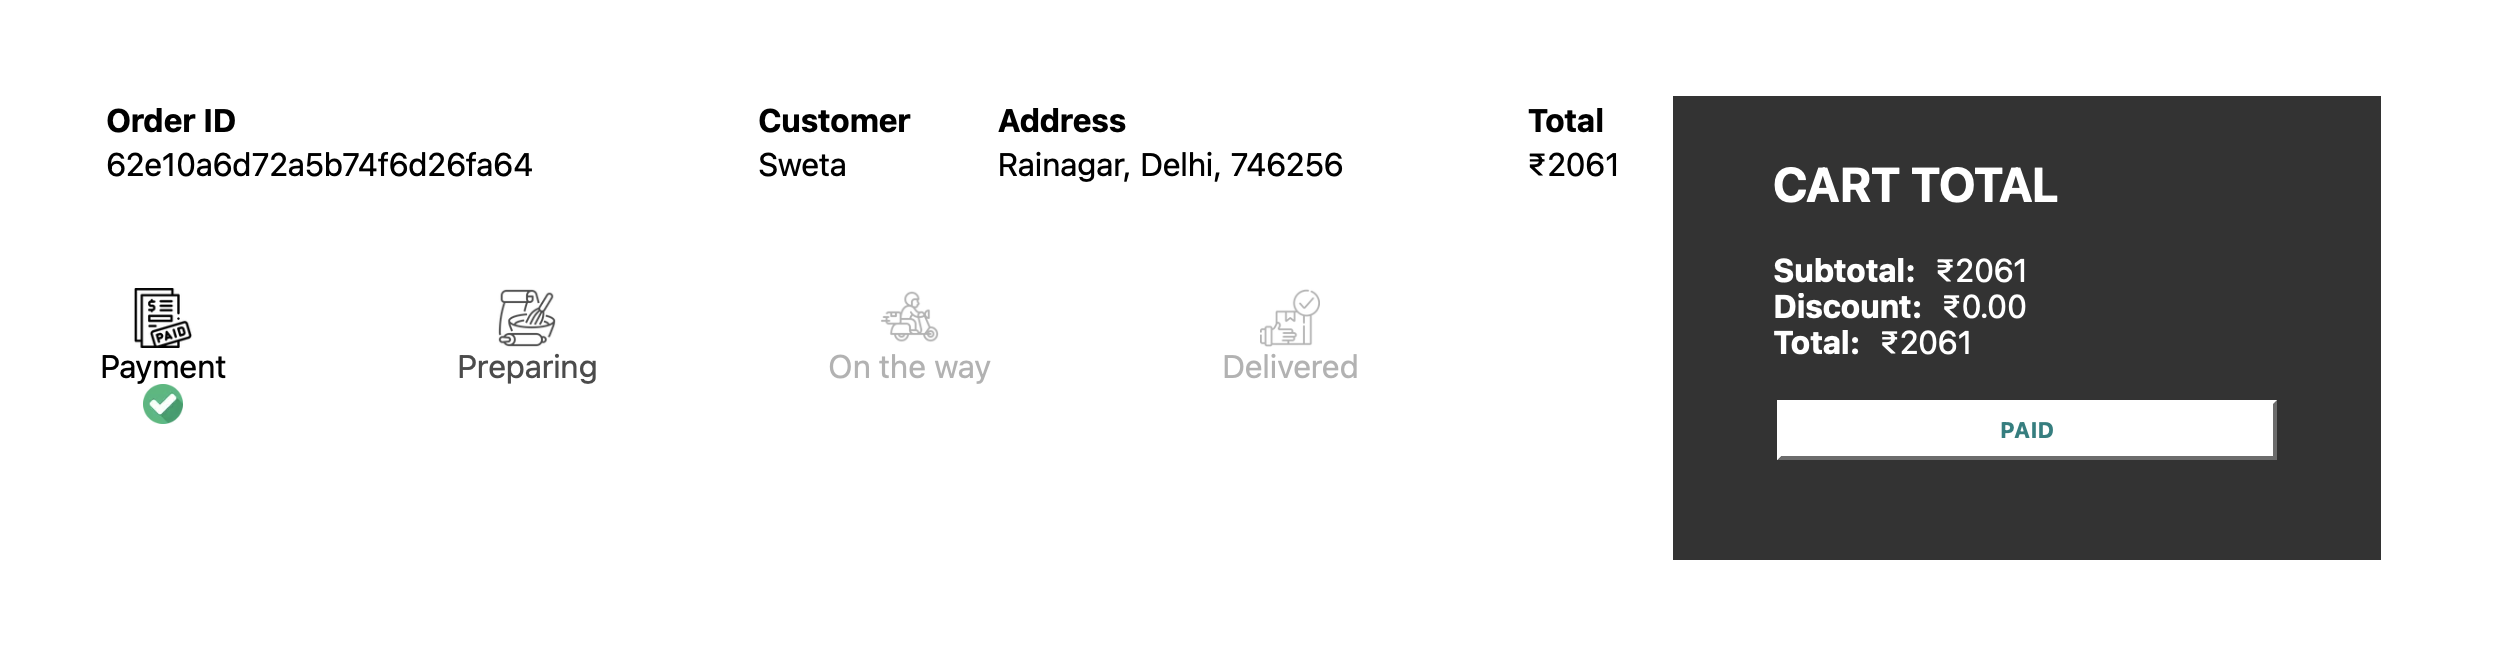 Order ID
62e10a6d72a5b74f6d26fa64
Customer
Sweta
Address
Rainagar, Delhi, 746256
Total
₹2061
PAID
Payment
Preparing
On the way
Delivered
CART TOTAL
Subtotal: ₹2061
Discount: ₹0.00
Total: ₹2061
PAID